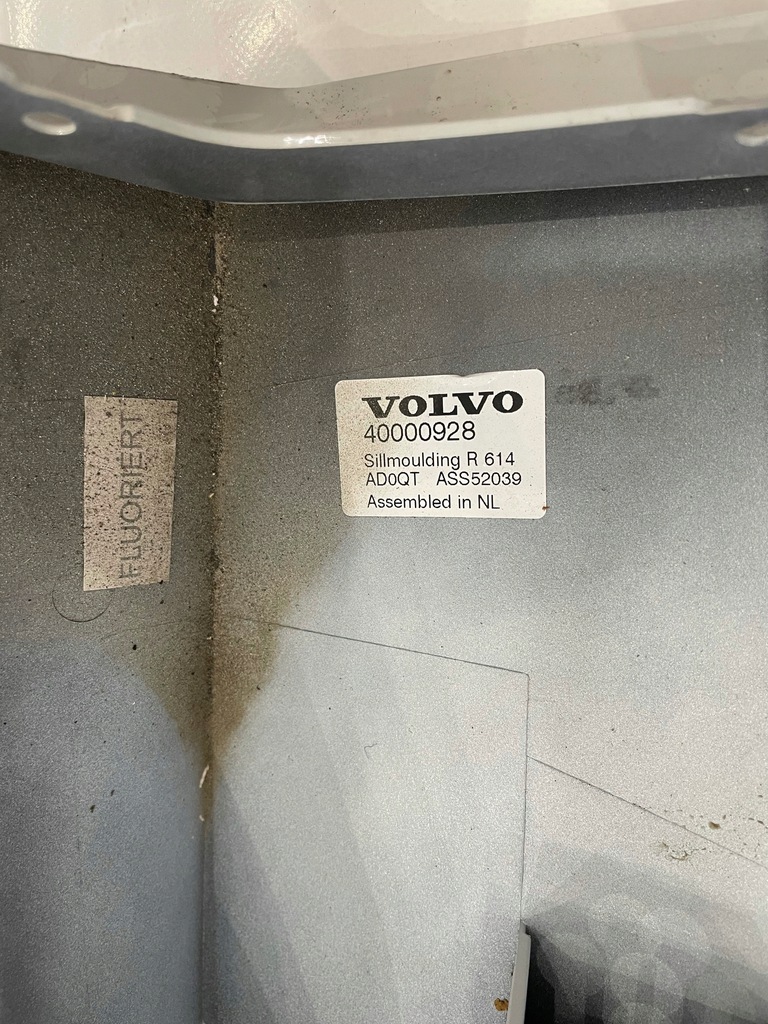 FLUORIERT
VOLVO
40000928
Sillmoulding R 614
AD0QT ASS52039
Assembled in NL